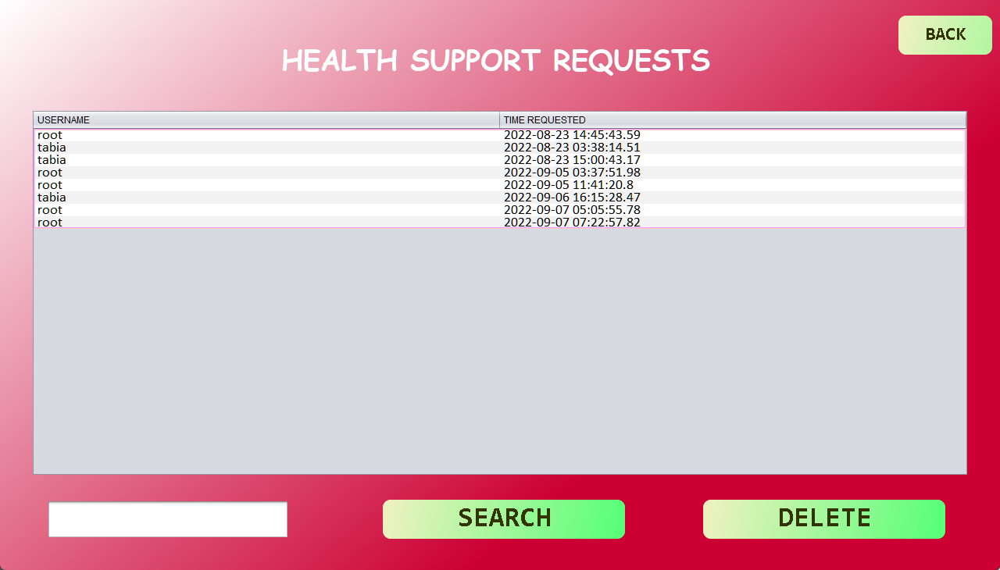 BACK
HEALTH SUPPORT REQUESTS
USERNAME TIME REQUESTED
root 2022-08-23 14:45:43.59
tabia 2022-08-23 03:38:14.51
tabia 2022-08-23 15:00:43.17
root 2022-09-05 03:37:51.98
root 2022-09-05 11:41:20.8
tabia 2022-09-06 16:15:28.47
root 2022-09-07 05:05:55.78
root 2022-09-07 07:22:57.82
SEARCH DELETE